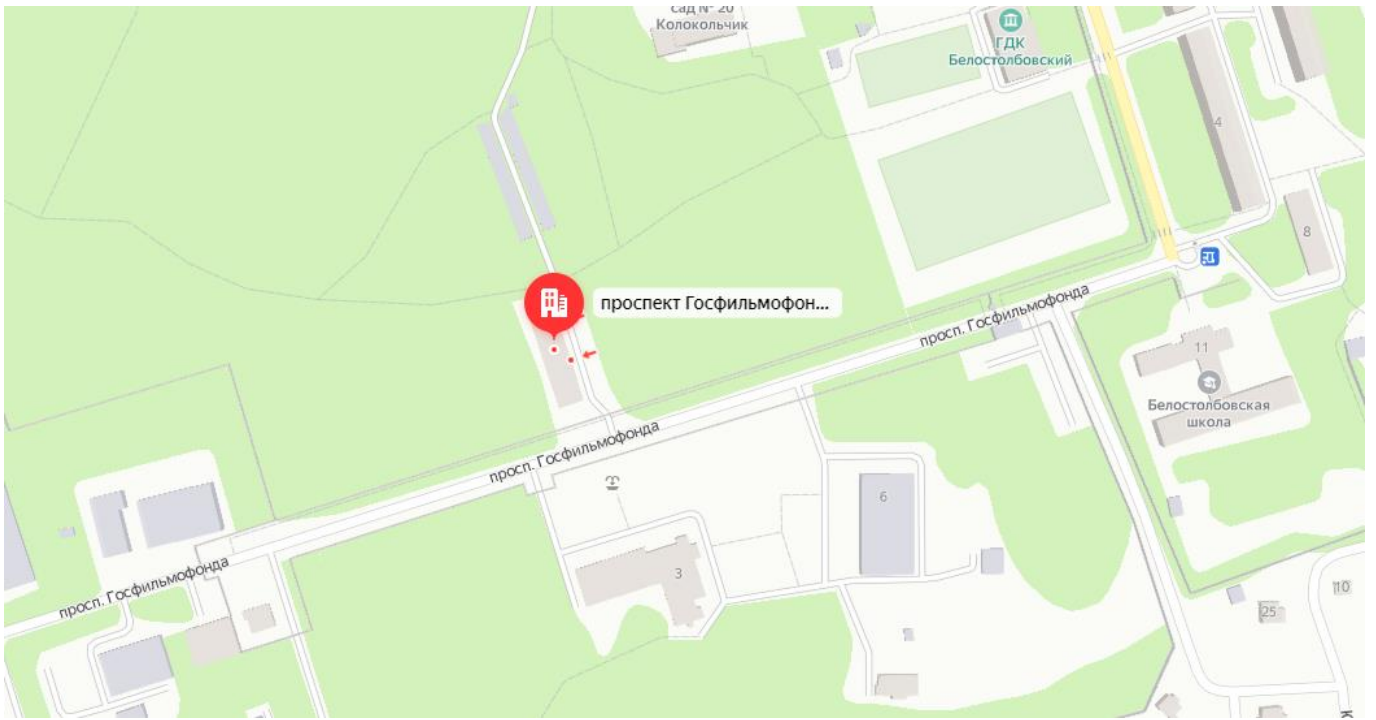 сад № 20
Колокольчик
ГДК
Белостолбовский
4
8
проспект Госфильмофон...
просп. Госфильмофонда
11
Белостолбовская
школа
просп. Госфильмофонда
6
3
просп. Госфильмофонда
10
25
К